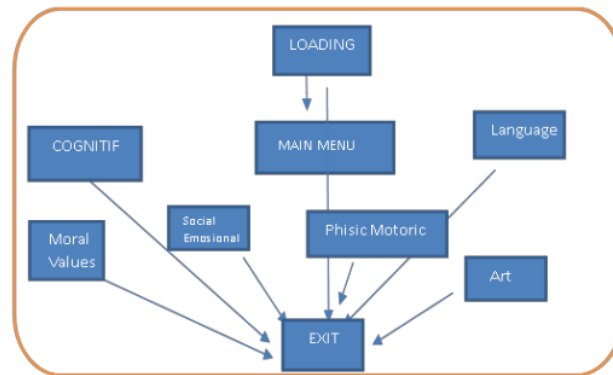 LOADING
MAIN MENU
Language
COGNITIF
Social
Emosional
Phisic Motoric
Moral
Values
Art
EXIT